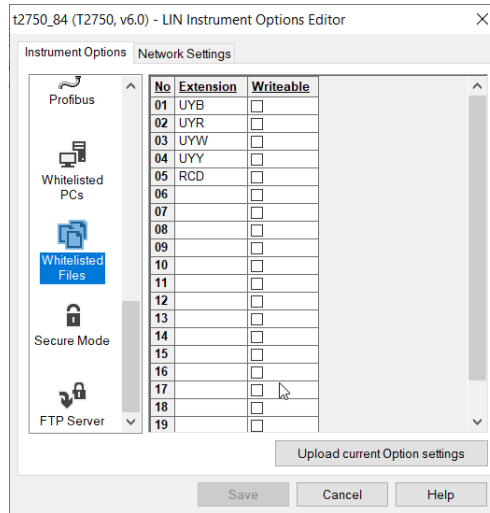 t2750_84 (T2750, v6.0) - LIN Instrument Options Editor
Instrument Options Network Settings
Profibus
Whitelisted
PCs
Whitelisted
Files
Secure Mode
FTP Server
No Extension Writeable
01 UYB
02 UYR
03 UYW
04 UYY
05 RCD
06
07
08
09
10
11
12
13
14
15
16
17
18
19
Upload current Option settings
Save Cancel Help